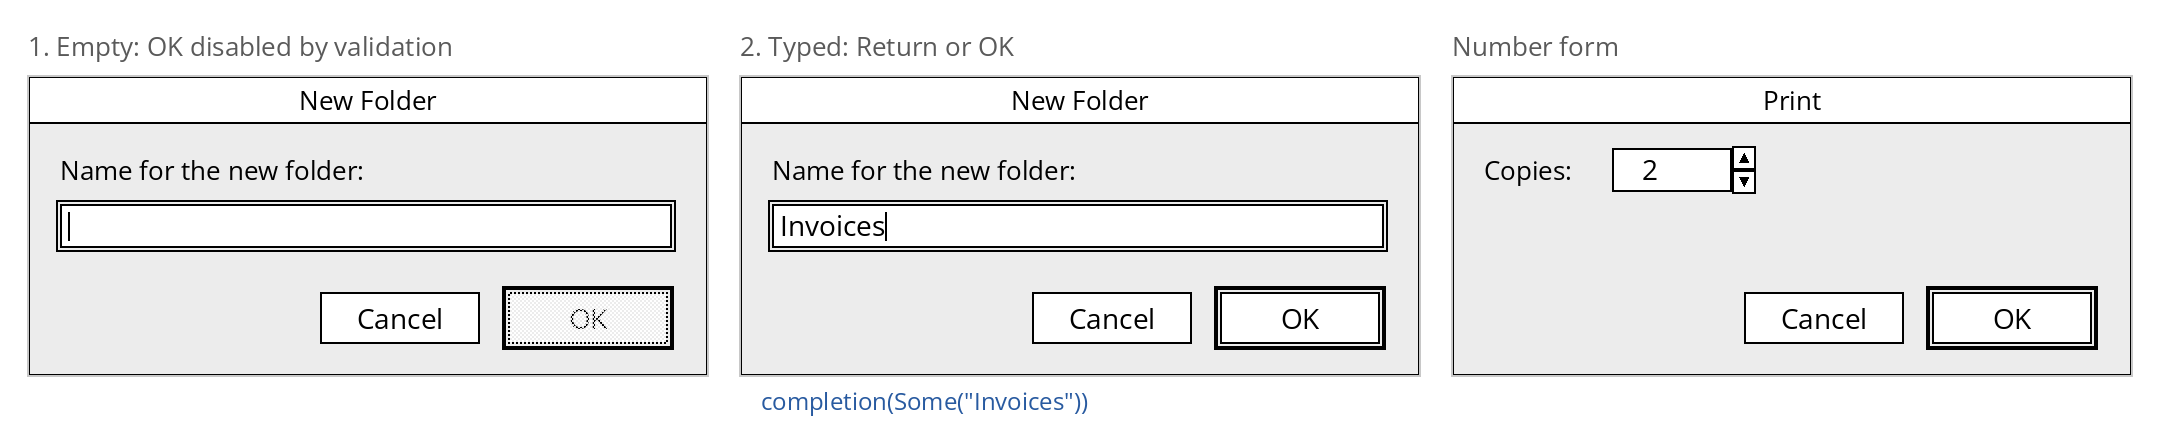 1. Empty: OK disabled by validation
New Folder
Name for the new folder:
Cancel
OK
2. Typed: Return or OK
New Folder
Name for the new folder:
Invoices
Cancel
OK
completion(Some("Invoices"))
Number form
Print
Copies: 2
Cancel
OK